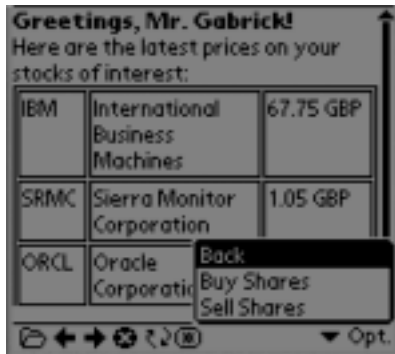 Greetings, Mr. Gabrick!
Here are the latest prices on your
stocks of interest:
IBM International 67.75 GBP
Business
Machines
SRMC Sierra Monitor 1.05 GBP
Corporation
ORCL Oracle
Corporatic
Back
Buy Shares
Sell Shares
Opt.